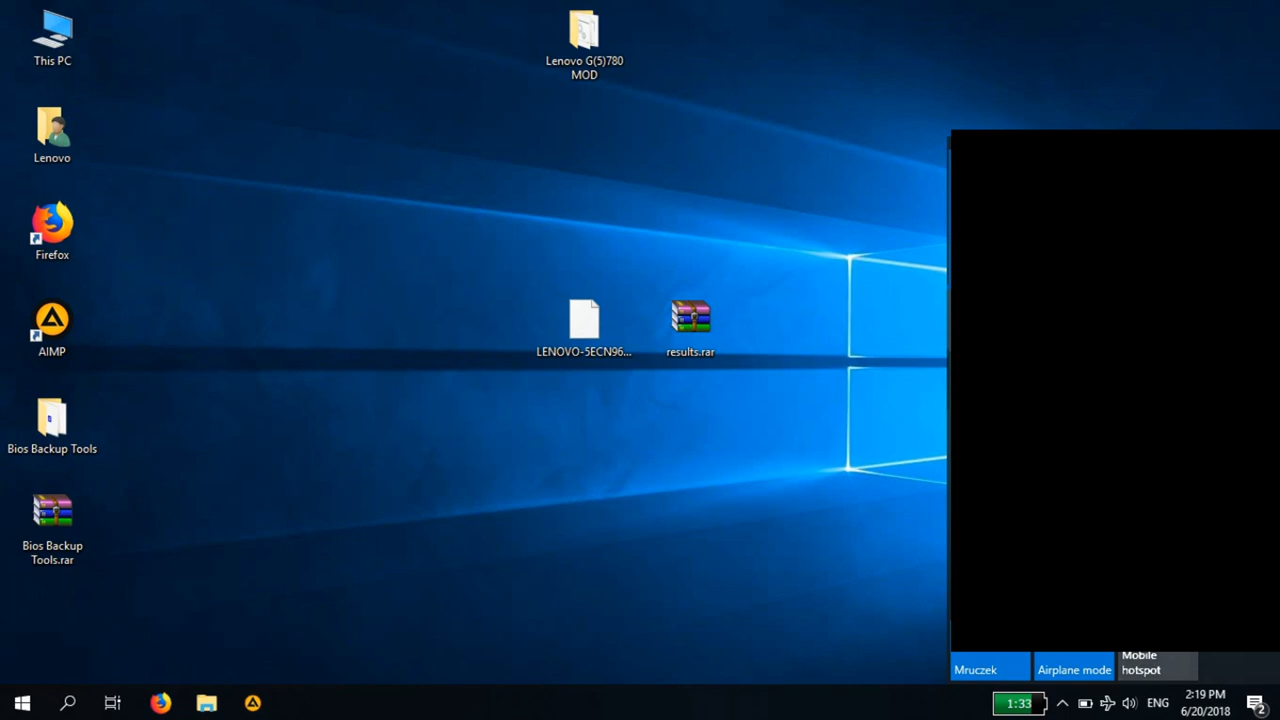 This PC
Lenovo G(5)780
MOD
Lenovo
Firefox
AIMP
LENOVO-5ECN96...
results.rar
Bios Backup Tools
Bios Backup
Tools.rar
Mruczek
Airplane mode
Mobile
hotspot
1:33
ENG
2:19 PM
6/20/2018
2